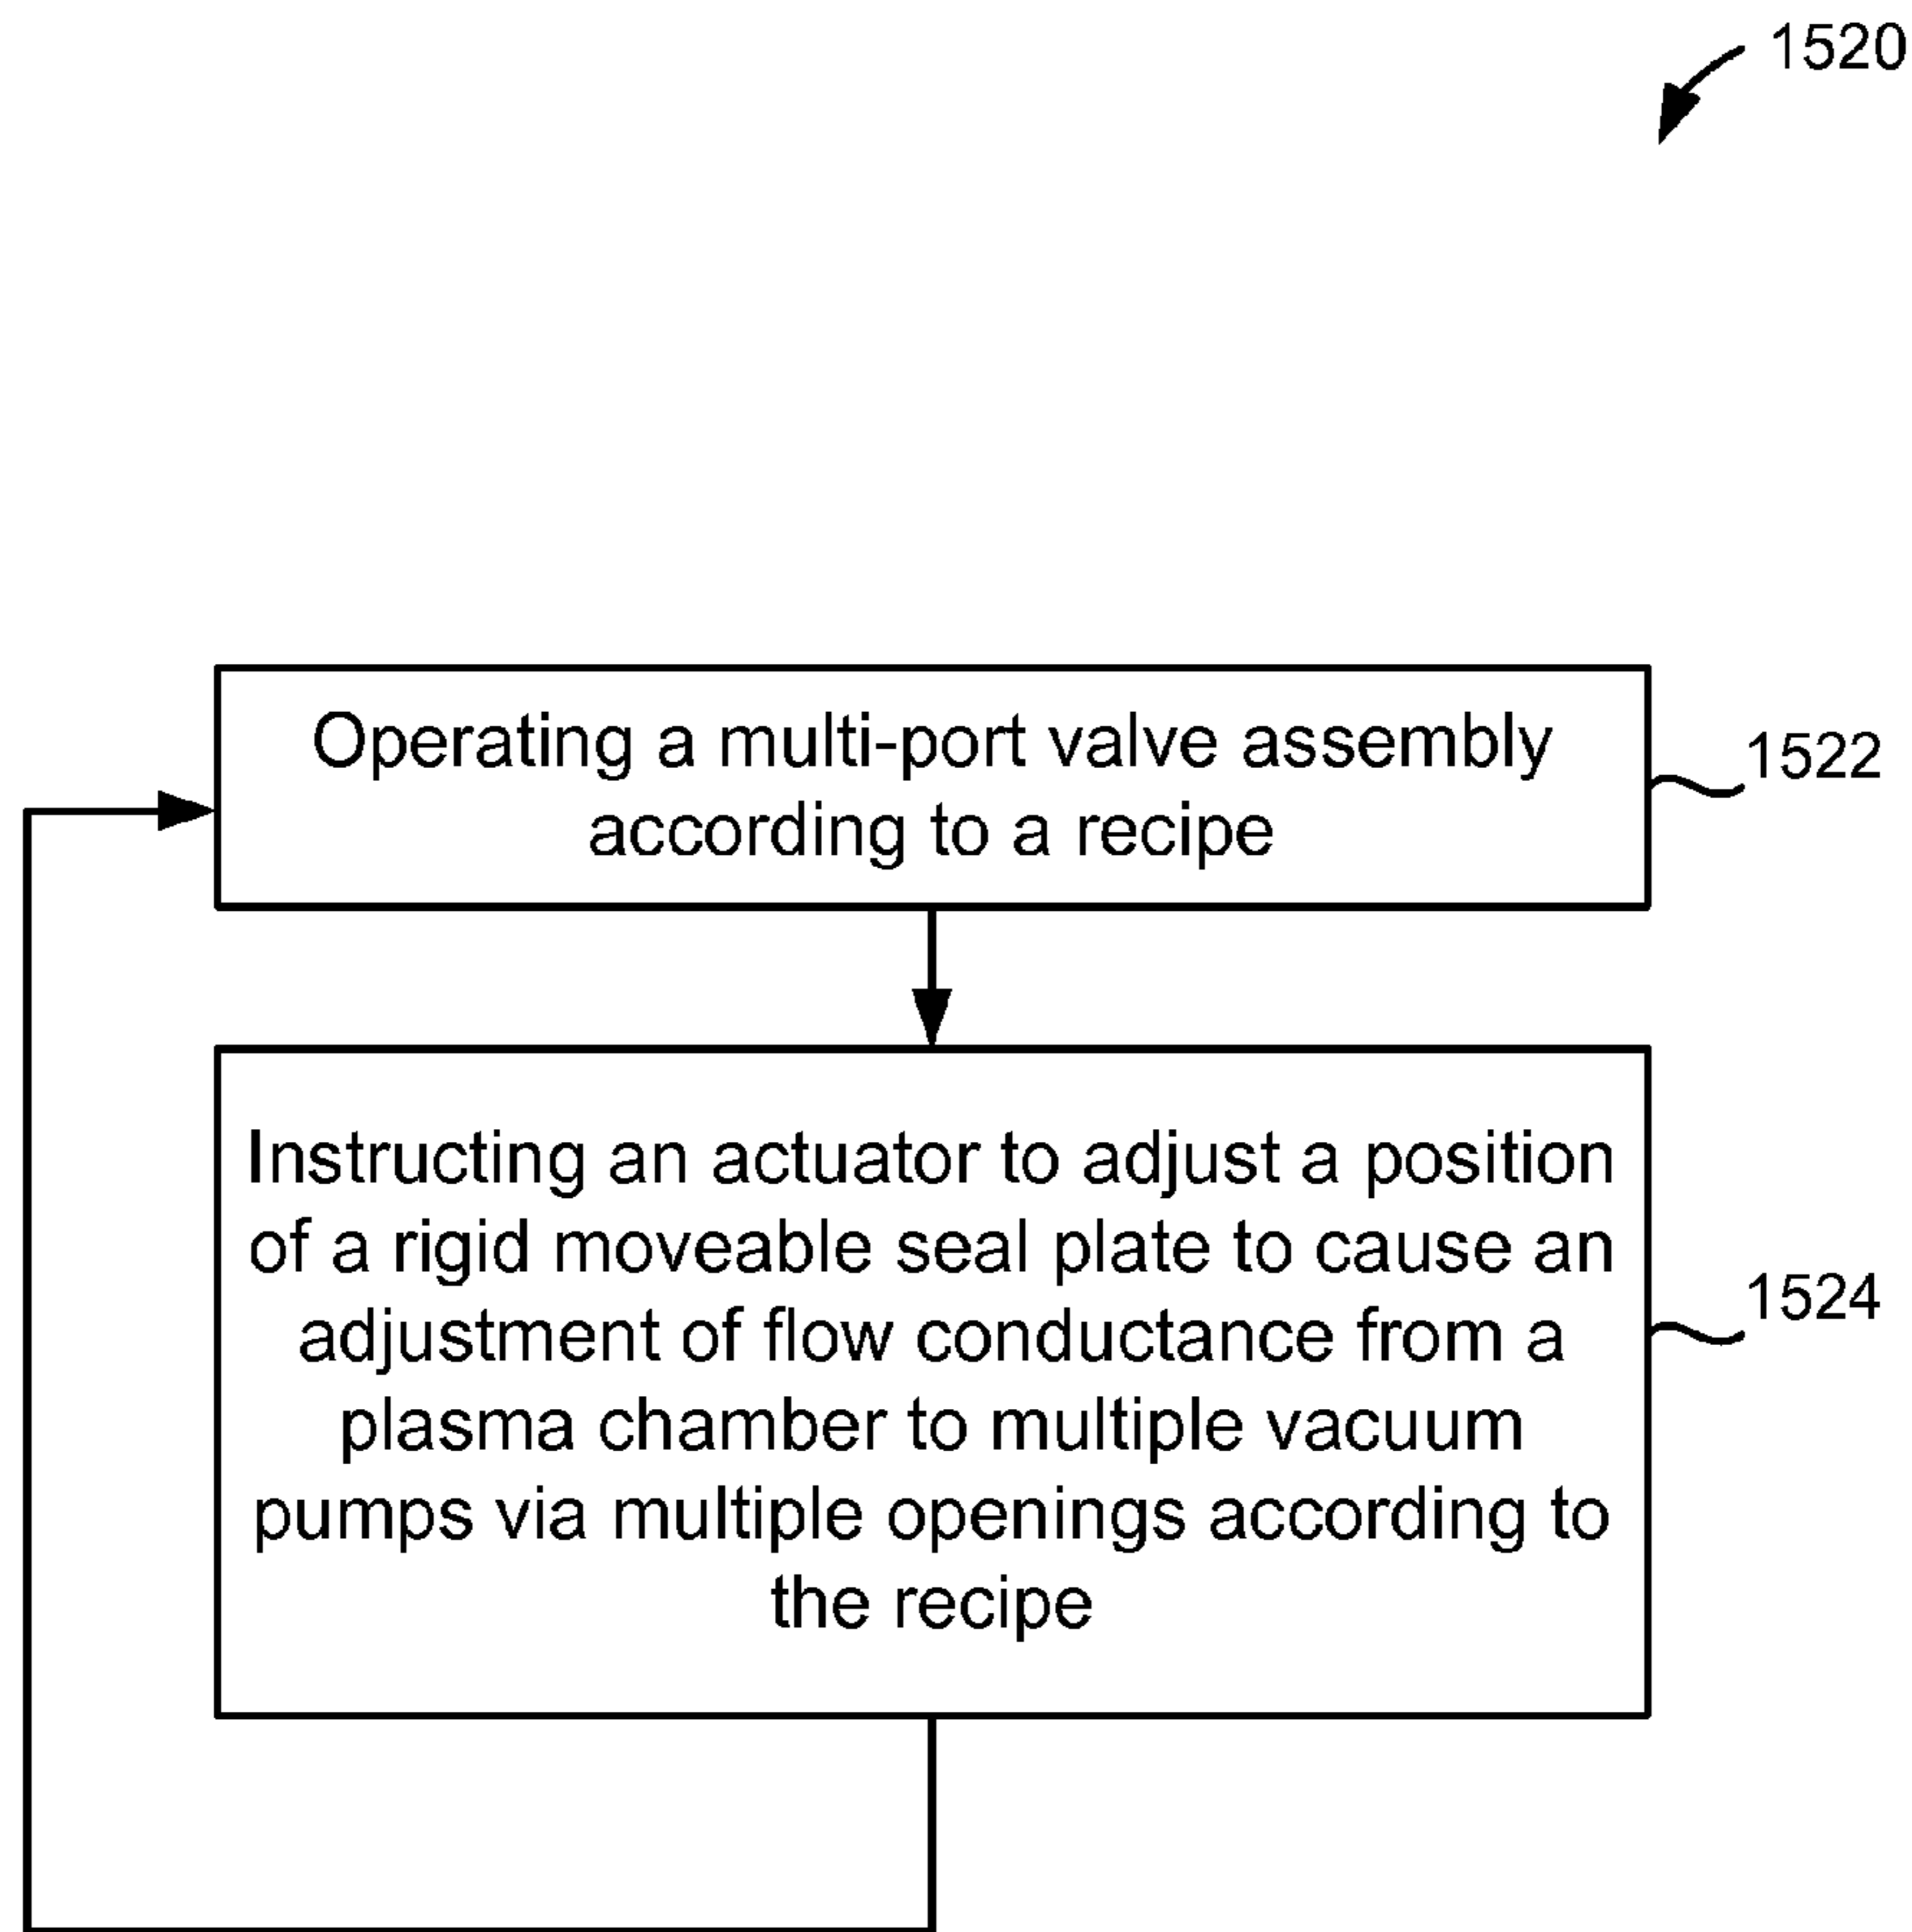 1520
Operating a multi-port valve assembly
according to a recipe
1522
Instructing an actuator to adjust a position
of a rigid moveable seal plate to cause an
adjustment of flow conductance from a
plasma chamber to multiple vacuum
pumps via multiple openings according to
the recipe
1524